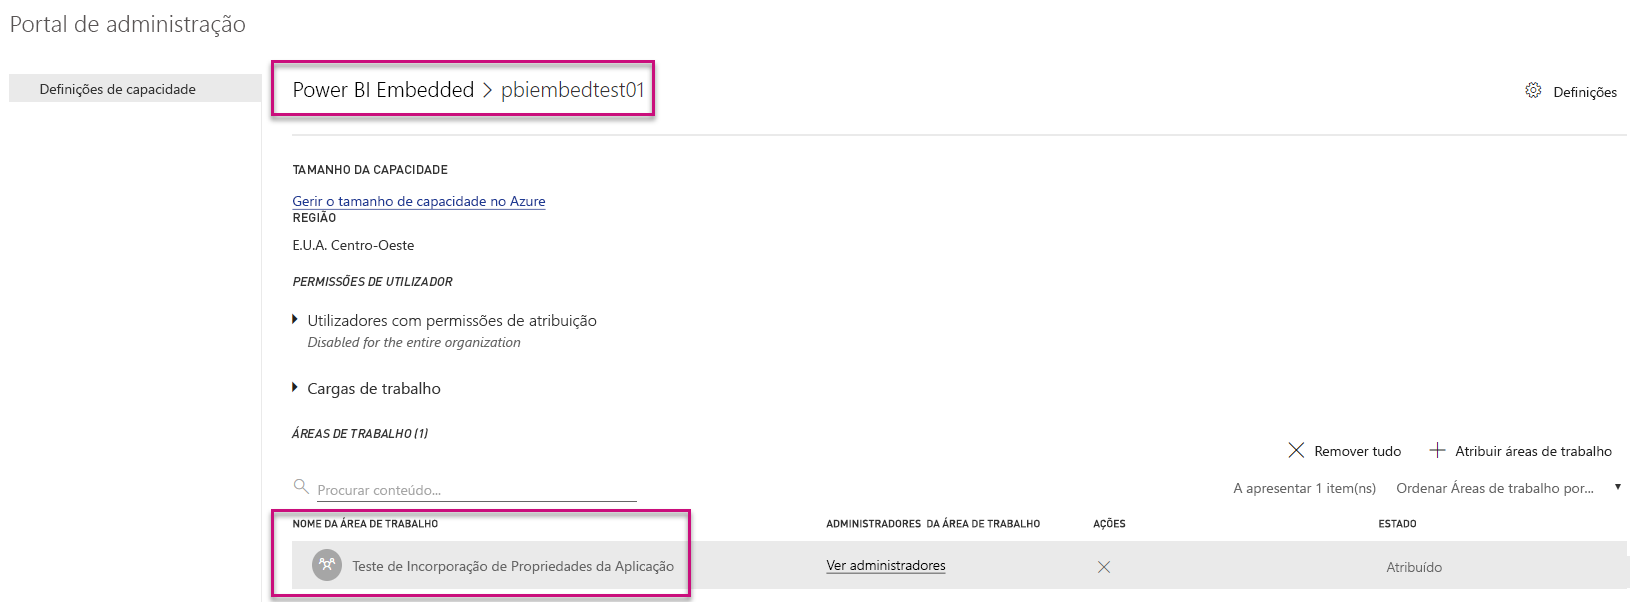 Portal de administração
Definições de capacidade
Power BI Embedded > pbiembedtest01
Definições
TAMANHO DA CAPACIDADE
Gerir o tamanho de capacidade no Azure
REGIÃO
E.U.A. Centro-Oeste
PERMISSÕES DE UTILIZADOR
Utilizadores com permissões de atribuição
Disabled for the entire organization
Cargas de trabalho
ÁREAS DE TRABALHO (1)
Remover tudo
Atribuir áreas de trabalho
Procurar conteúdo...
A apresentar 1 item(ns)
Ordenar Áreas de trabalho por...
NOME DA ÁREA DE TRABALHO
ADMINISTRADORES DA ÁREA DE TRABALHO
AÇÕES
ESTADO
Teste de Incorporação de Propriedades da Aplicação
Ver administradores
Atribuído